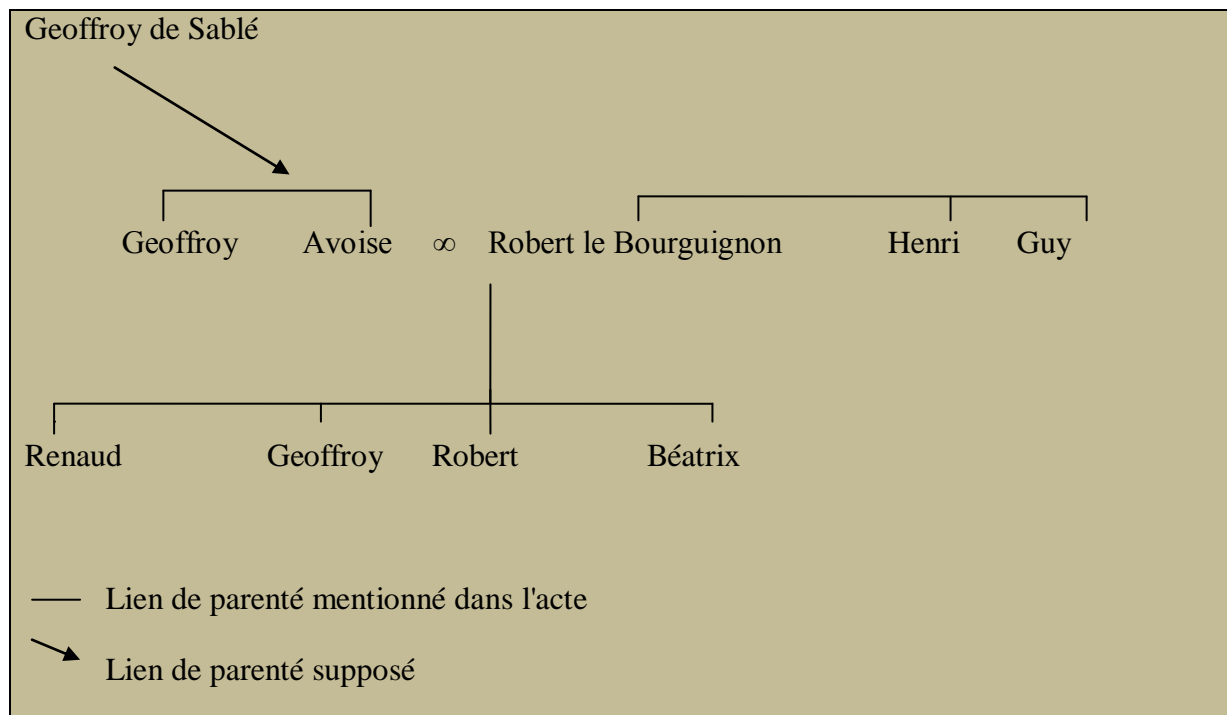 Geoffroy de Sablé
Geoffroy Avoise ∞ Robert le Bourguignon Henri Guy
Renaud Geoffroy Robert Béatrix
Lien de parenté mentionné dans l'acte
Lien de parenté supposé